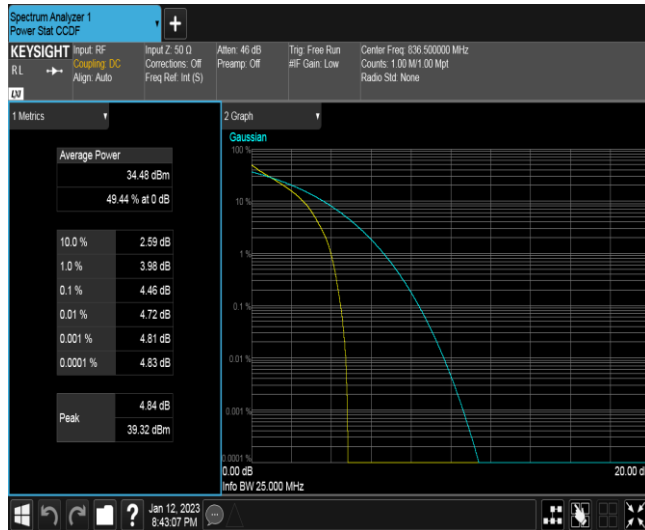 Spectrum Analyzer 1
Power Stat CCDF
+
KEYSIGHT
Input: RF
Input Z: 50 Ω
Atten: 46 dB
Trig: Free Run
Center Freq: 836.500000 MHz
R L
Coupling: DC
Corrections: Off
Preamp: Off
#IF Gain: Low
Counts: 1.00 M/1.00 Mpt
Align: Auto
Freq Ref: Int (S)
Radio Std: None
LXI
1 Metrics
2 Graph
Average Power
34.48 dBm
49.44 % at 0 dB
10.0 % 2.59 dB
1.0 % 3.98 dB
0.1 % 4.46 dB
0.01 % 4.72 dB
0.001 % 4.81 dB
0.0001 % 4.83 dB
Peak
4.84 dB
39.32 dBm
Gaussian
100 %
10 %
1 %
0.1 %
0.01 %
0.001 %
0.0001 %
0.00 dB
20.00 d
Info BW 25.000 MHz
?
Jan 12, 2023
8:43:07 PM